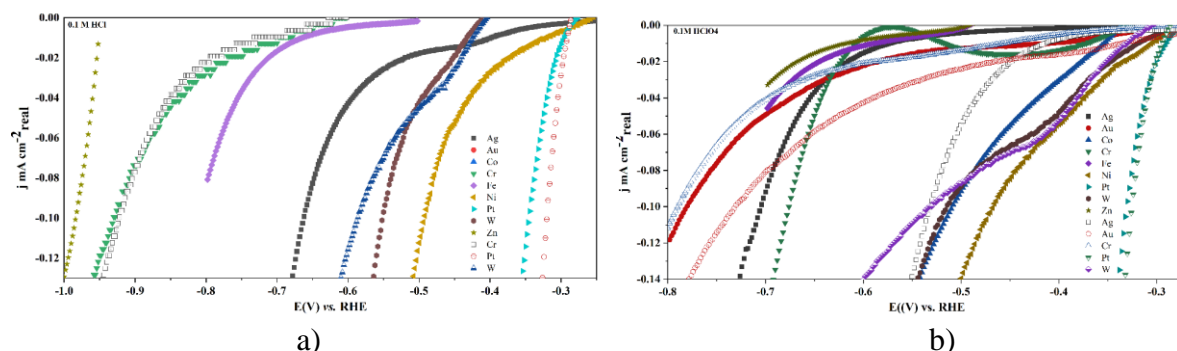 0.1 M HCl
0.00
-0.02
-0.04
-0.06
-0.08
-0.10
-0.12
j mA cm⁻²real
Ag
Au
Co
Cr
Fe
Ni
Pt
W
Zn
Cr
Pt
W
-1.0 -0.9 -0.8 -0.7 -0.6 -0.5 -0.4 -0.3
E(V) vs. RHE
a)
0.1M HClO4
0.00
-0.02
-0.04
-0.06
-0.08
-0.10
-0.12
-0.14
j mA cm⁻²real
Ag
Au
Co
Cr
Fe
Ni
Pt
W
Zn
Ag
Au
Cr
Pt
W
-0.8 -0.7 -0.6 -0.5 -0.4 -0.3
E((V) vs. RHE
b)